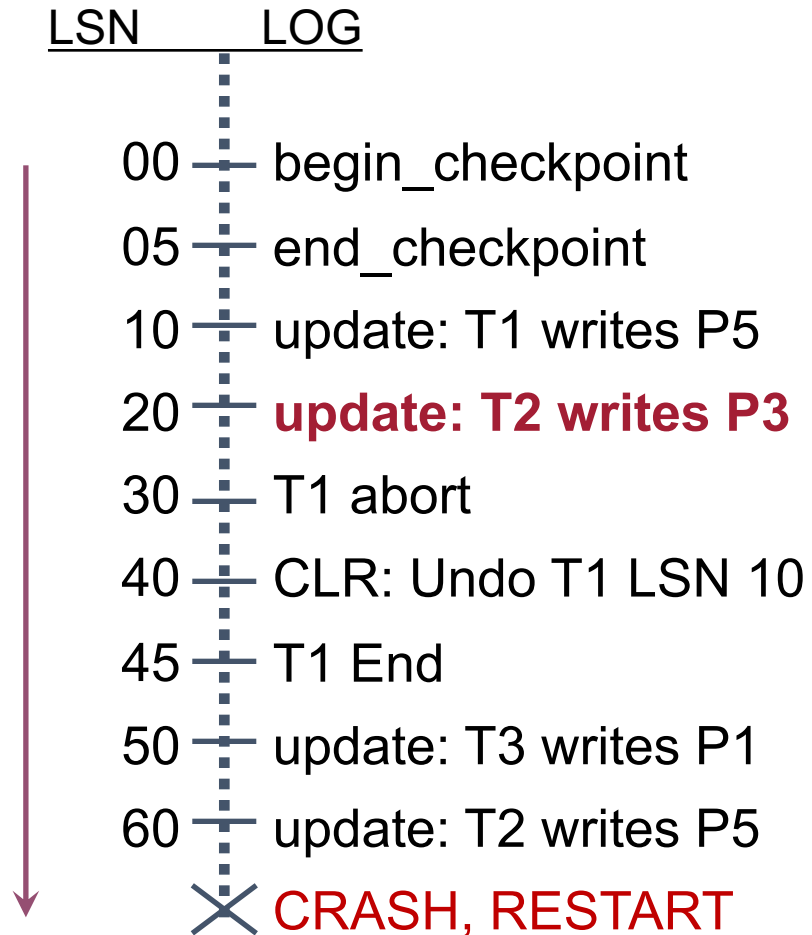 LSN LOG
00 begin_checkpoint
05 end_checkpoint
10 update: T1 writes P5
20 update: T2 writes P3
30 T1 abort
40 CLR: Undo T1 LSN 10
45 T1 End
50 update: T3 writes P1
60 update: T2 writes P5
CRASH, RESTART